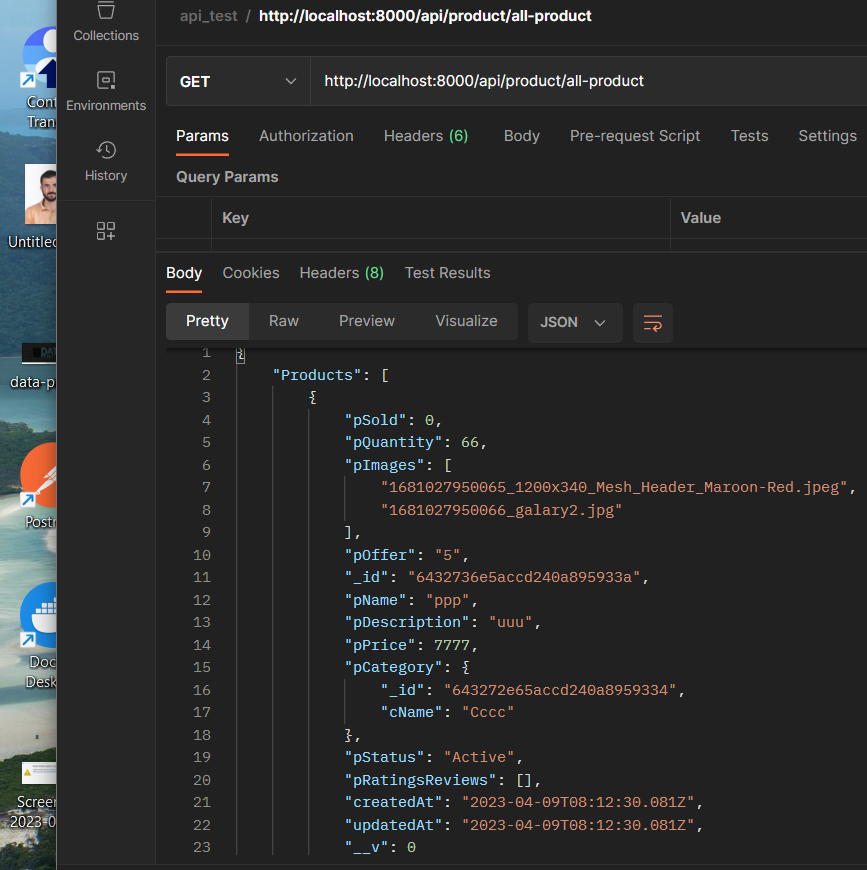 api_test / http://localhost:8000/api/product/all-product
Collections
GET http://localhost:8000/api/product/all-product
Environments
Params Authorization Headers (6) Body Pre-request Script Tests Settings
History
Query Params
Key Value
Untitled
Body Cookies Headers (8) Test Results
Pretty Raw Preview Visualize JSON
1 {
2 "Products": [
3 {
4 "pSold": 0,
5 "pQuantity": 66,
6 "pImages": [
7 "1681027950065_1200x340_Mesh_Header_Maroon-Red.jpeg",
8 "1681027950066_galary2.jpg"
9 ],
10 "pOffer": "5",
11 "_id": "6432736e5accd240a895933a",
12 "pName": "ppp",
13 "pDescription": "uuu",
14 "pPrice": 7777,
15 "pCategory": {
16 "_id": "643272e65accd240a8959334",
17 "cName": "Cccc"
18 },
19 "pStatus": "Active",
20 "pRatingsReviews": [],
21 "createdAt": "2023-04-09T08:12:30.081Z",
22 "updatedAt": "2023-04-09T08:12:30.081Z",
23 "__v": 0
Tran
data-p
Desk
2023-0